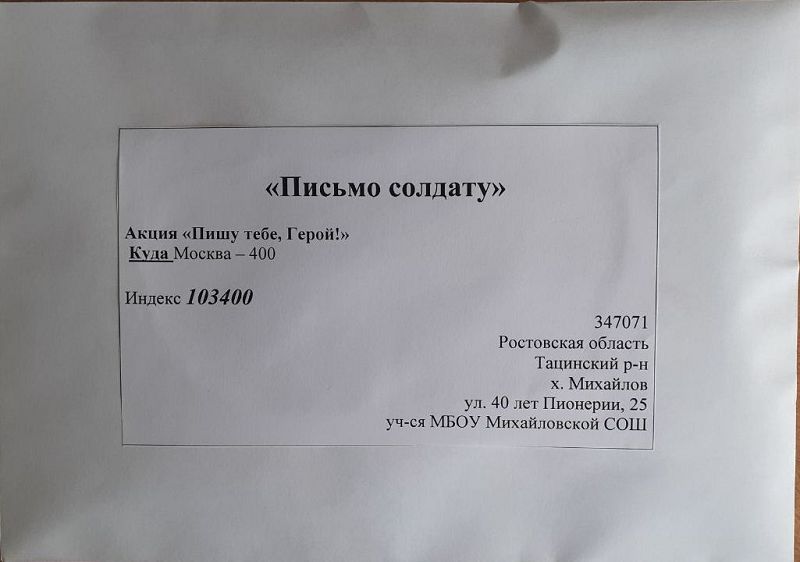 «Письмо солдату»
Акция «Пишу тебе, Герой!»
Куда Москва – 400
Индекс 103400
347071
Ростовская область
Тацинский р-н
х. Михайлов
ул. 40 лет Пионерии, 25
уч-ся МБОУ Михайловской СОШ